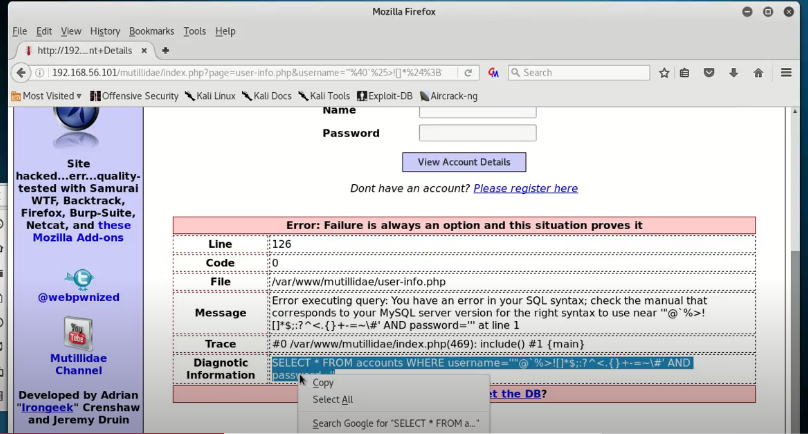 Mozilla Firefox
File Edit View History Bookmarks Tools Help
http://192....nt+Details
192.168.56.101/mutillidae/index.php?page=user-info.php&username='"%40`%25>![]*%24%3B'
Search
Most Visited Offensive Security Kali Linux Kali Docs Kali Tools Exploit-DB Aircrack-ng
Name
Password
View Account Details
Dont have an account? Please register here
Site
hacked...err...quality-
tested with Samurai
WTF, Backtrack,
Firefox, Burp-Suite,
Netcat, and these
Mozilla Add-ons
@webpwnized
Mutillidae
Channel
Developed by Adrian
"Irongeek" Crenshaw
and Jeremy Druin
Error: Failure is always an option and this situation proves it
Line 126
Code 0
File /var/www/mutillidae/user-info.php
Message Error executing query: You have an error in your SQL syntax; check the manual that
corresponds to your MySQL server version for the right syntax to use near '"@`%>!
[]*$;:?^<.{}+-=~\#' AND password=''' at line 1
Trace #0 /var/www/mutillidae/index.php(469): include() #1 {main}
Diagnostic Information SELECT * FROM accounts WHERE username=''"@`%>![]*$;:?^<.{}+-=~\#' AND
et the DB?
Copy
Select All
Search Google for "SELECT * FROM a..."